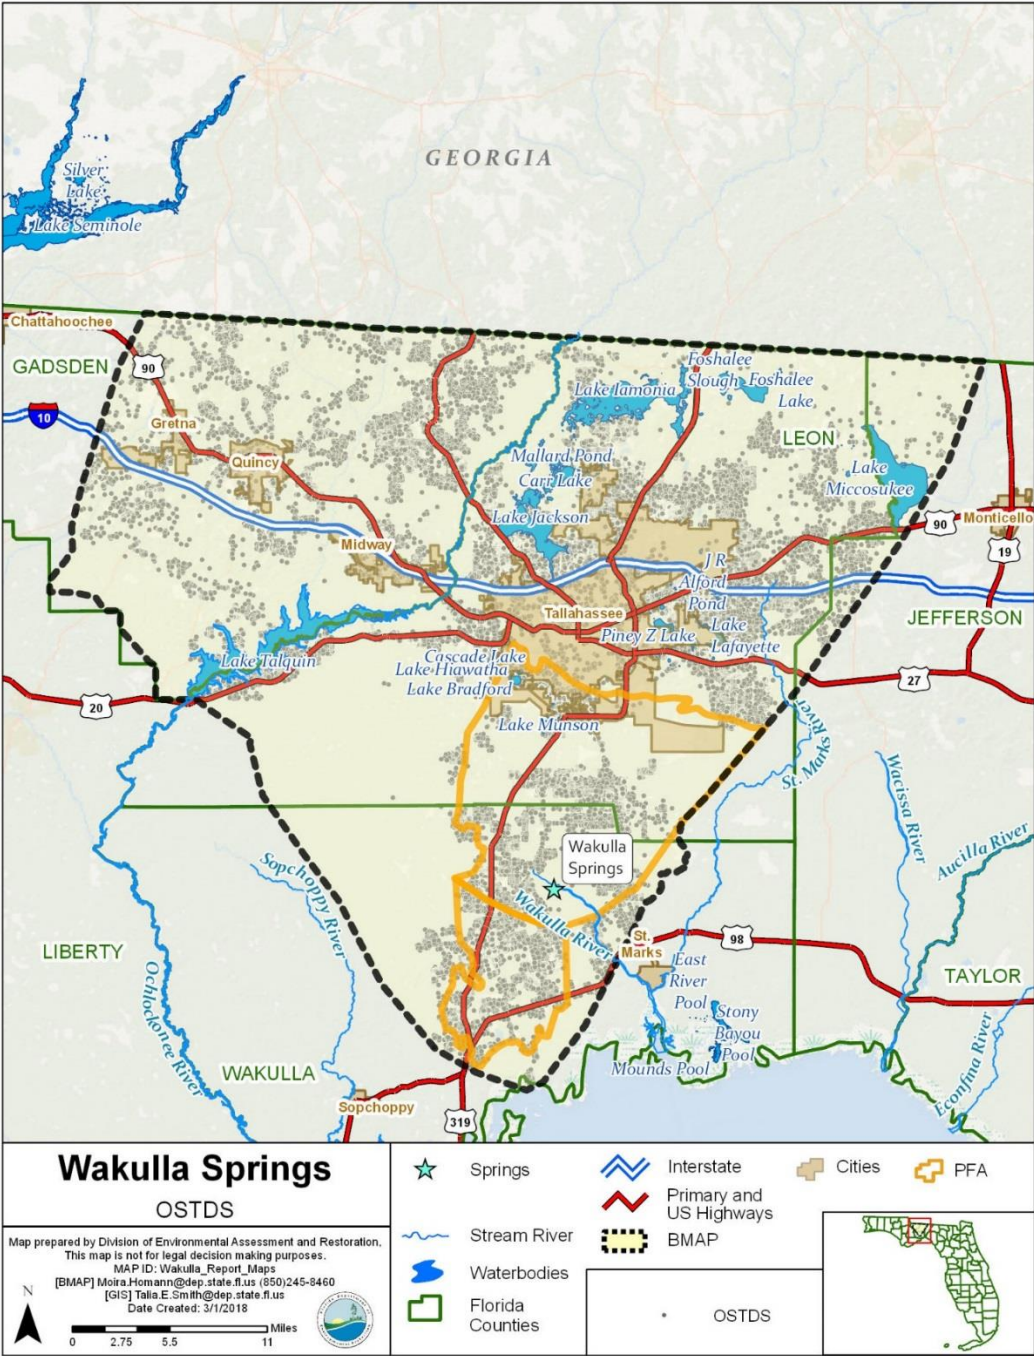 GEORGIA
Silver
Lake
Lake Seminole
Chattahoochee
GADSDEN
90
10
Gretna
Quincy
Midway
Foshalee
Slough
Foshalee
Lake
Lake Iamonia
LEON
Mallard Pond
Carr Lake
Lake Jackson
Lake
Miccosukee
90
Monticello
19
J R
Alford
Pond
Tallahassee
Piney Z Lake
Lake
Lafayette
JEFFERSON
Lake Talquin
Cascade Lake
Lake Hiawatha
Lake Bradford
27
20
Lake Munson
St. Marks River
Wacissa River
Aucilla River
Wakulla
Springs
Sopchoppy River
Wakulla River
LIBERTY
St.
Marks
98
East
River
Pool
TAYLOR
Ochlockonee River
Stony
Bayou
Pool
Mounds Pool
Econfina River
WAKULLA
Sopchoppy
319
Wakulla Springs
OSTDS
Map prepared by Division of Environmental Assessment and Restoration.
This map is not for legal decision making purposes.
MAP ID: Wakulla_Report_Maps
[BMAP] Moira.Homann@dep.state.fl.us (850)245-8460
[GIS] Talia.E.Smith@dep.state.fl.us
Date Created: 3/1/2018
N
Miles
0 2.75 5.5 11
Springs
Interstate
Cities
PFA
Primary and
US Highways
Stream River
BMAP
Waterbodies
Florida
Counties
OSTDS